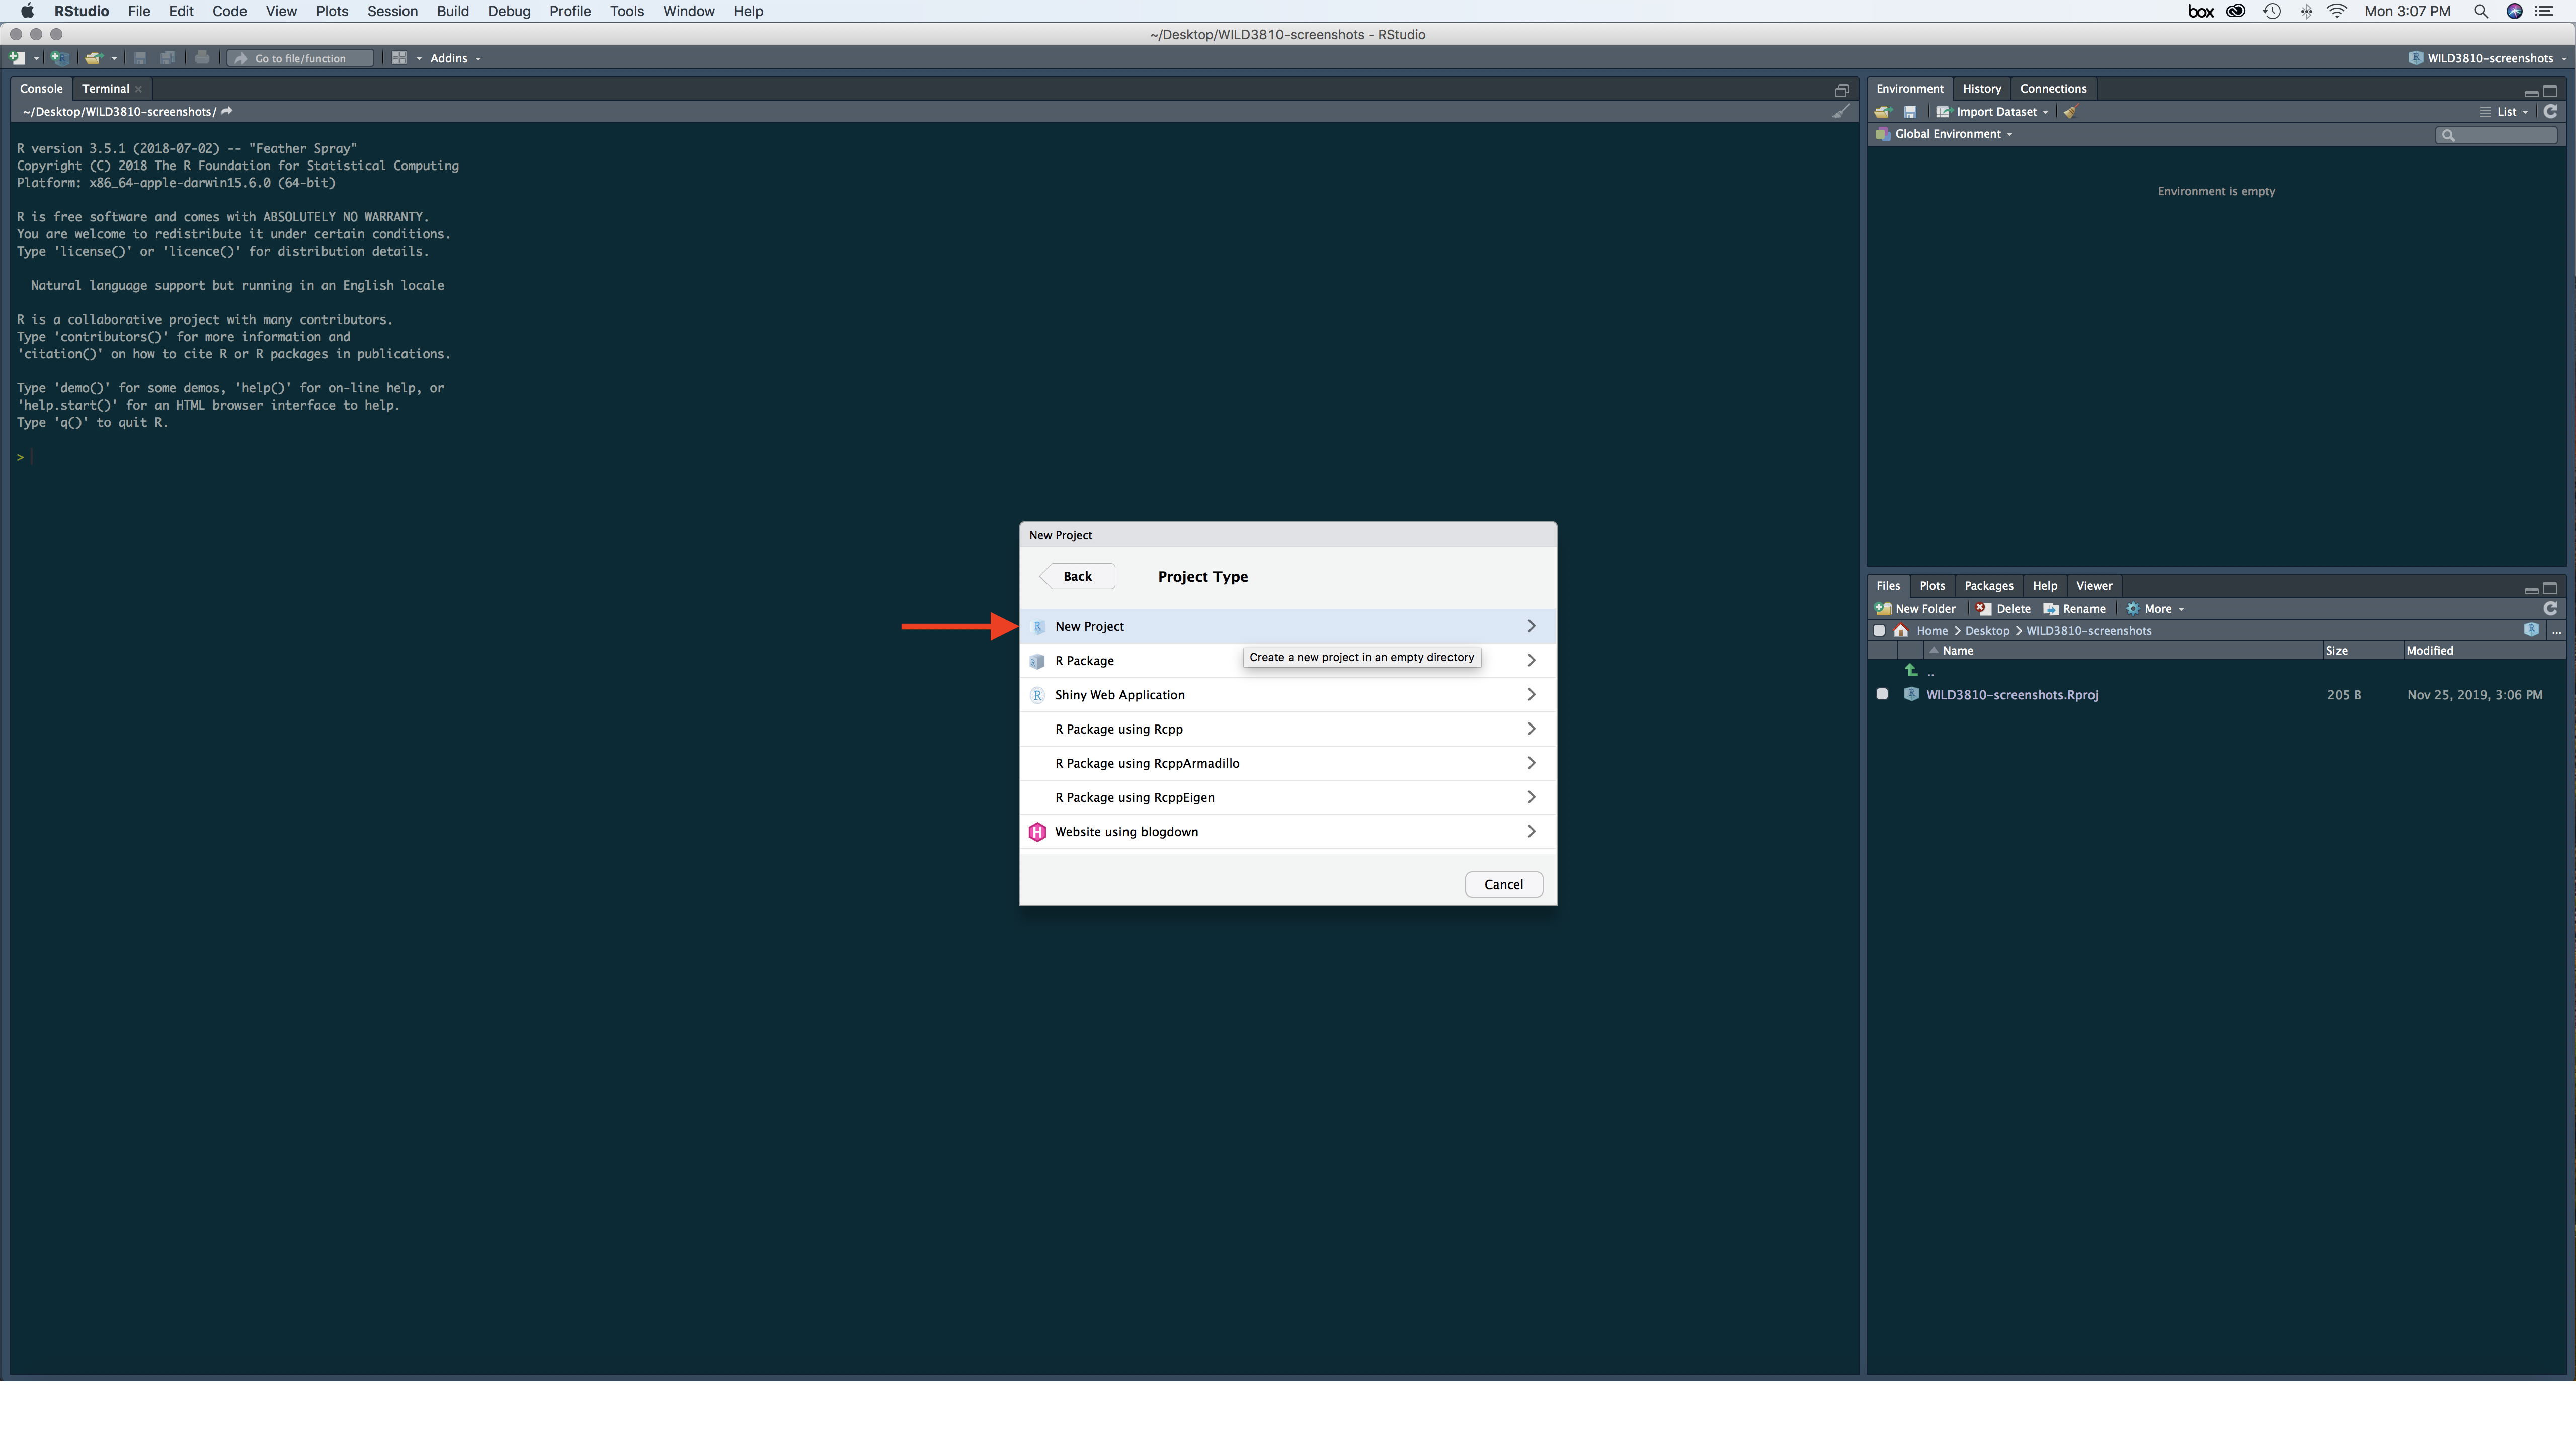 RStudio File Edit Code View Plots Session Build Debug Profile Tools Window Help box Mon 3:07 PM
~/Desktop/WILD3810-screenshots - RStudio
Go to file/function Addins WILD3810-screenshots
Console Terminal
~/Desktop/WILD3810-screenshots/
R version 3.5.1 (2018-07-02) -- "Feather Spray"
Copyright (C) 2018 The R Foundation for Statistical Computing
Platform: x86_64-apple-darwin15.6.0 (64-bit)
R is free software and comes with ABSOLUTELY NO WARRANTY.
You are welcome to redistribute it under certain conditions.
Type 'license()' or 'licence()' for distribution details.
Natural language support but running in an English locale
R is a collaborative project with many contributors.
Type 'contributors()' for more information and
'citation()' on how to cite R or R packages in publications.
Type 'demo()' for some demos, 'help()' for on-line help, or
'help.start()' for an HTML browser interface to help.
Type 'q()' to quit R.
>
New Project
Back Project Type
R New Project
Create a new project in an empty directory
R R Package
R Shiny Web Application
R Package using Rcpp
R Package using RcppArmadillo
R Package using RcppEigen
H Website using blogdown
Cancel
Environment History Connections
Import Dataset List
Global Environment
Environment is empty
Files Plots Packages Help Viewer
New Folder Delete Rename More
Home Desktop WILD3810-screenshots ...
Name Size Modified
..
WILD3810-screenshots.Rproj 205 B Nov 25, 2019, 3:06 PM